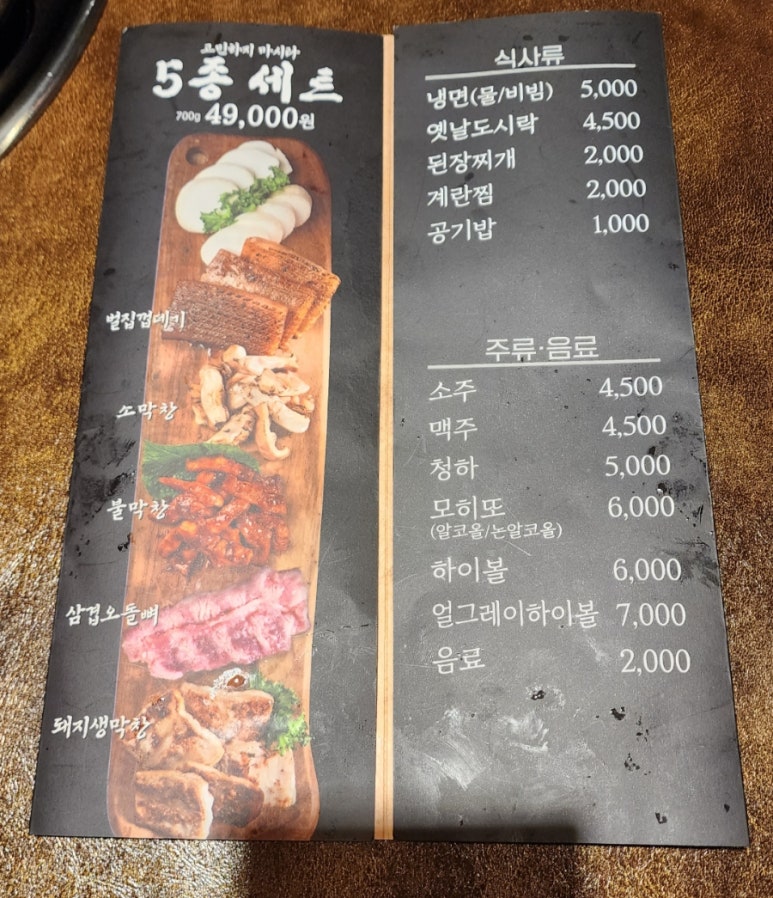 고민하지 마시라
5종 세트
700g 49,000원
벌집껍데기
소막창
불막창
삼겹오돌뼈
돼지생막창
식사류
냉면(물/비빔) 5,000
옛날도시락 4,500
된장찌개 2,000
계란찜 2,000
공기밥 1,000
주류·음료
소주 4,500
맥주 4,500
청하 5,000
모히또 6,000
(알코올/논알코올)
하이볼 6,000
얼그레이하이볼 7,000
음료 2,000